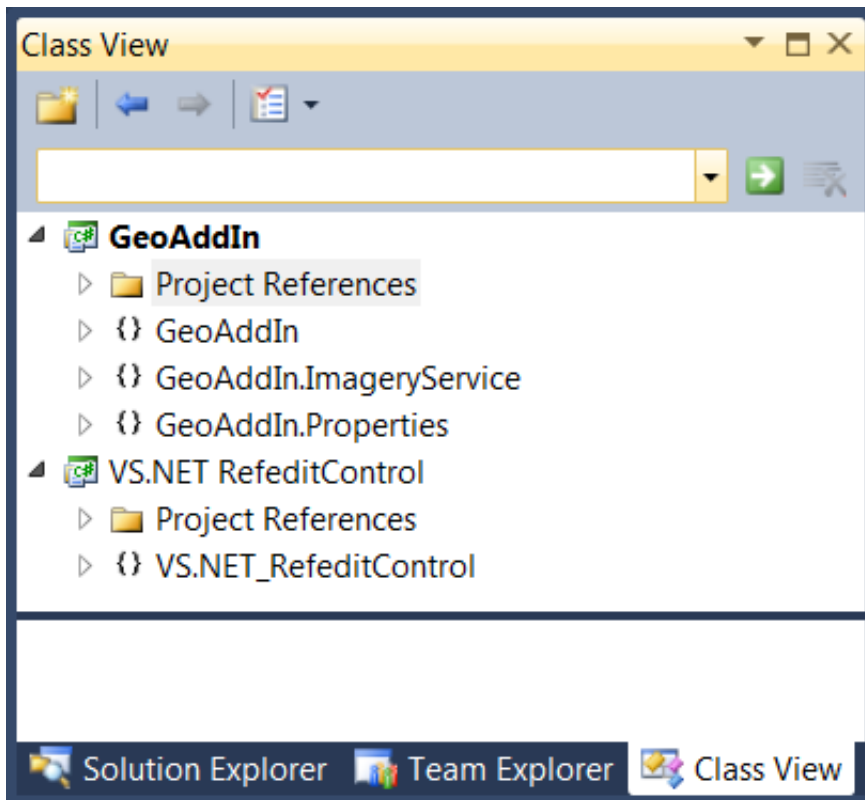 Class View
GeoAddIn
Project References
GeoAddIn
GeoAddIn.ImageryService
GeoAddIn.Properties
VS.NET RefeditControl
Project References
VS.NET_RefeditControl
Solution Explorer Team Explorer Class View